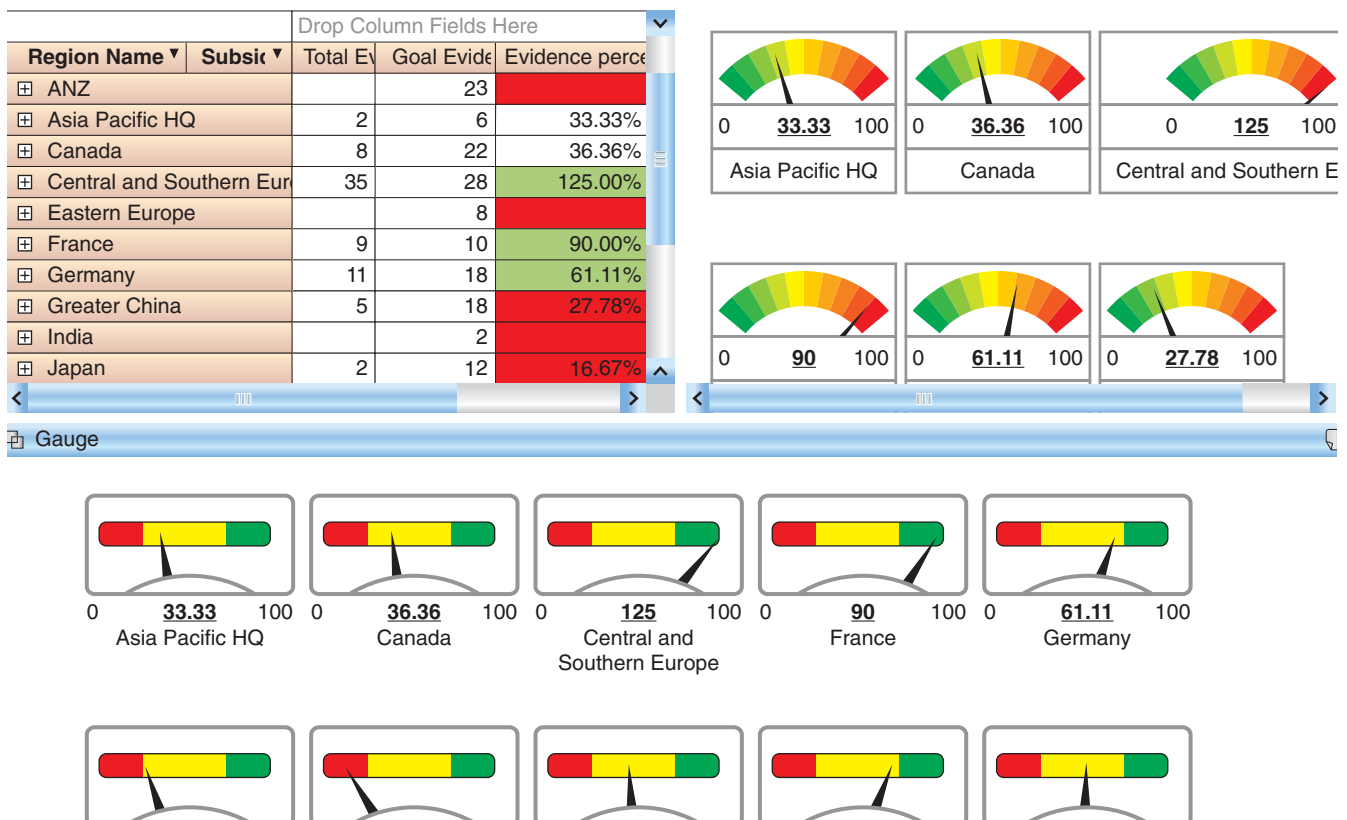 Drop Column Fields Here
Region Name ▼ Subsic ▼ Total Ev Goal Evide Evidence perce
ANZ 23
Asia Pacific HQ 2 6 33.33%
Canada 8 22 36.36%
Central and Southern Eur 35 28 125.00%
Eastern Europe 8
France 9 10 90.00%
Germany 11 18 61.11%
Greater China 5 18 27.78%
India 2
Japan 2 12 16.67%
0 33.33 100
Asia Pacific HQ
0 36.36 100
Canada
0 125 100
Central and Southern E
0 90 100
0 61.11 100
0 27.78 100
Gauge
0 33.33 100
Asia Pacific HQ
0 36.36 100
Canada
0 125 100
Central and
Southern Europe
0 90 100
France
0 61.11 100
Germany